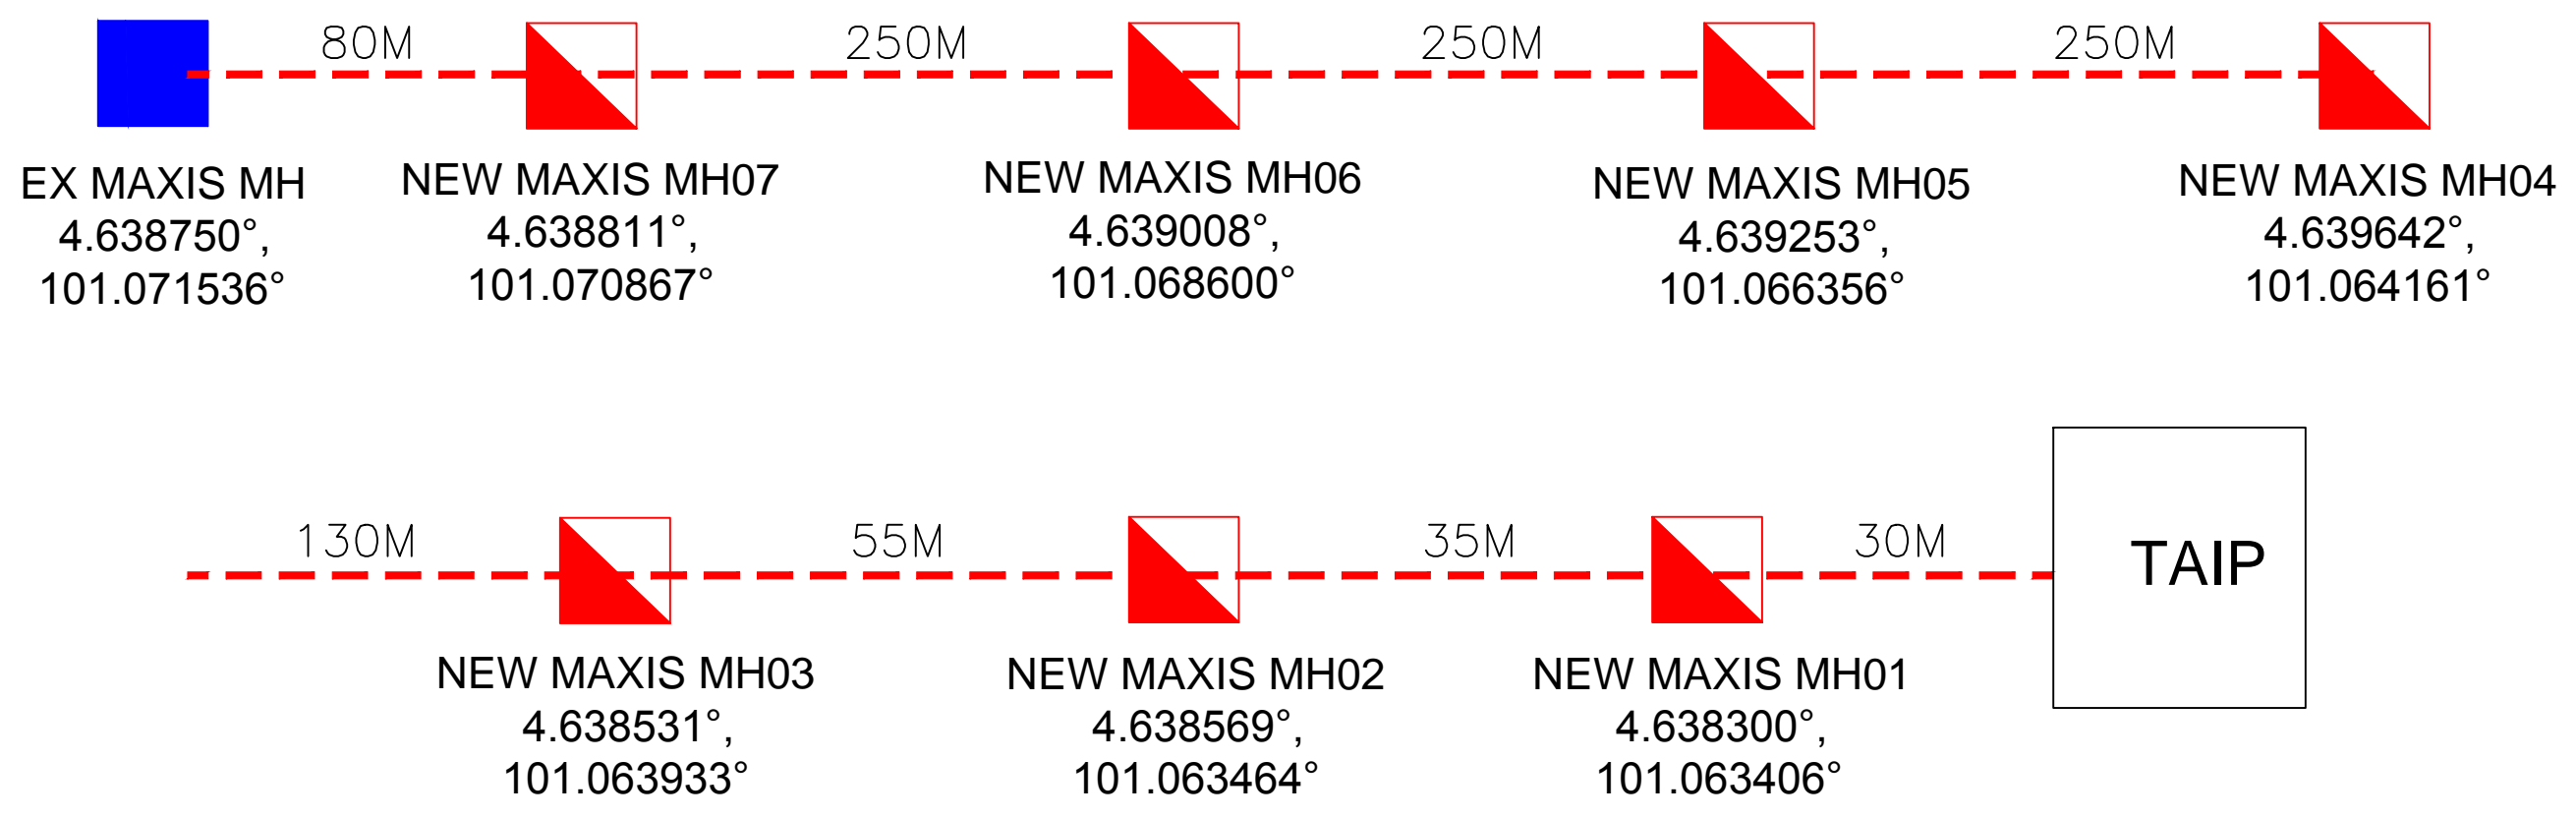 80M
250M
250M
250M
EX MAXIS MH
4.638750°,
101.071536°
NEW MAXIS MH07
4.638811°,
101.070867°
NEW MAXIS MH06
4.639008°,
101.068600°
NEW MAXIS MH05
4.639253°,
101.066356°
NEW MAXIS MH04
4.639642°,
101.064161°
130M
55M
35M
30M
TAIP
NEW MAXIS MH03
4.638531°,
101.063933°
NEW MAXIS MH02
4.638569°,
101.063464°
NEW MAXIS MH01
4.638300°,
101.063406°